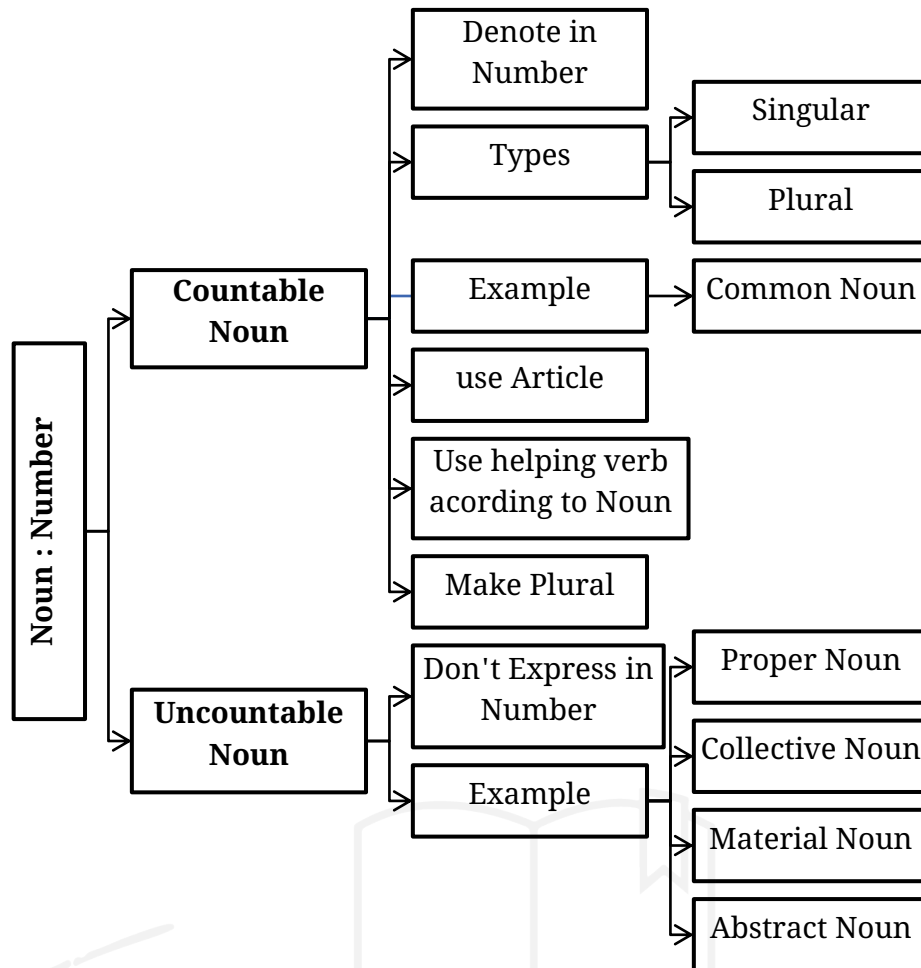 Noun : Number
Countable
Noun
Denote in
Number
Types
Singular
Plural
Example
Common Noun
use Article
Use helping verb
acording to Noun
Make Plural
Uncountable
Noun
Don't Express in
Number
Example
Proper Noun
Collective Noun
Material Noun
Abstract Noun